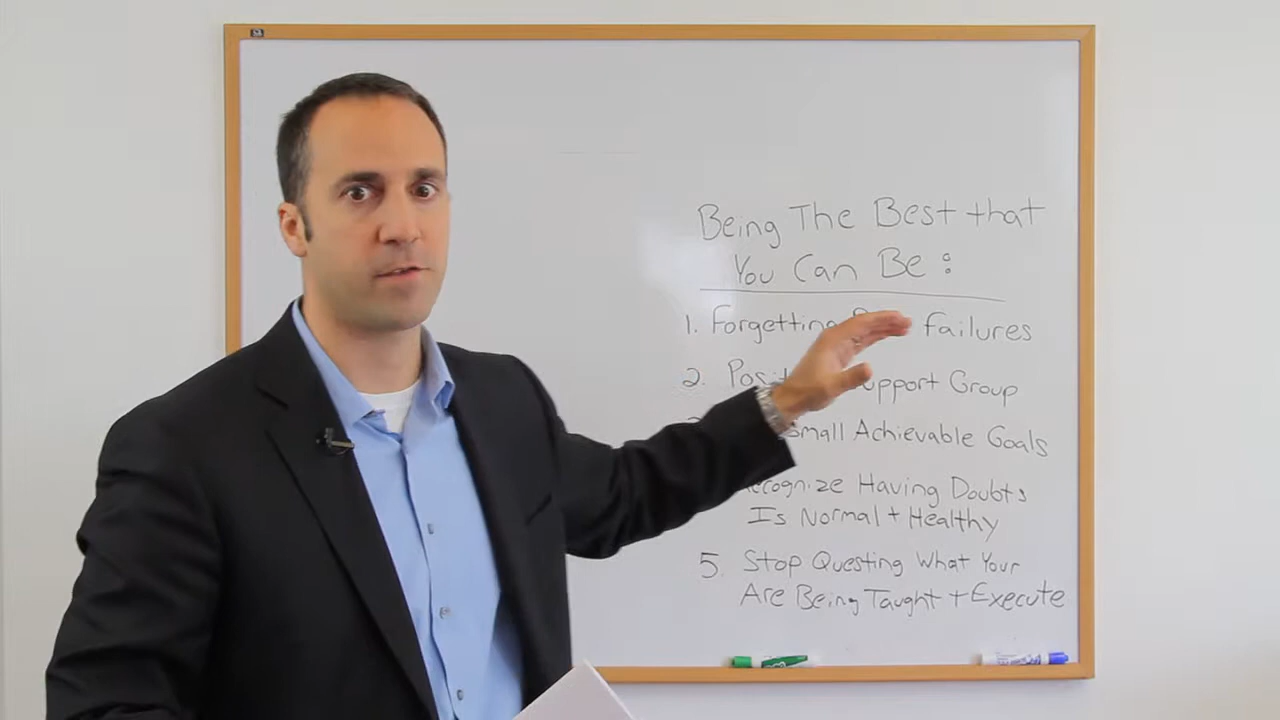 Being The Best that
You Can Be:
1. Forgetting failures
2. Support Group
Small Achievable Goals
Recognize Having Doubts
Is Normal + Healthy
5. Stop Questing What Your
Are Being Taught + Execute